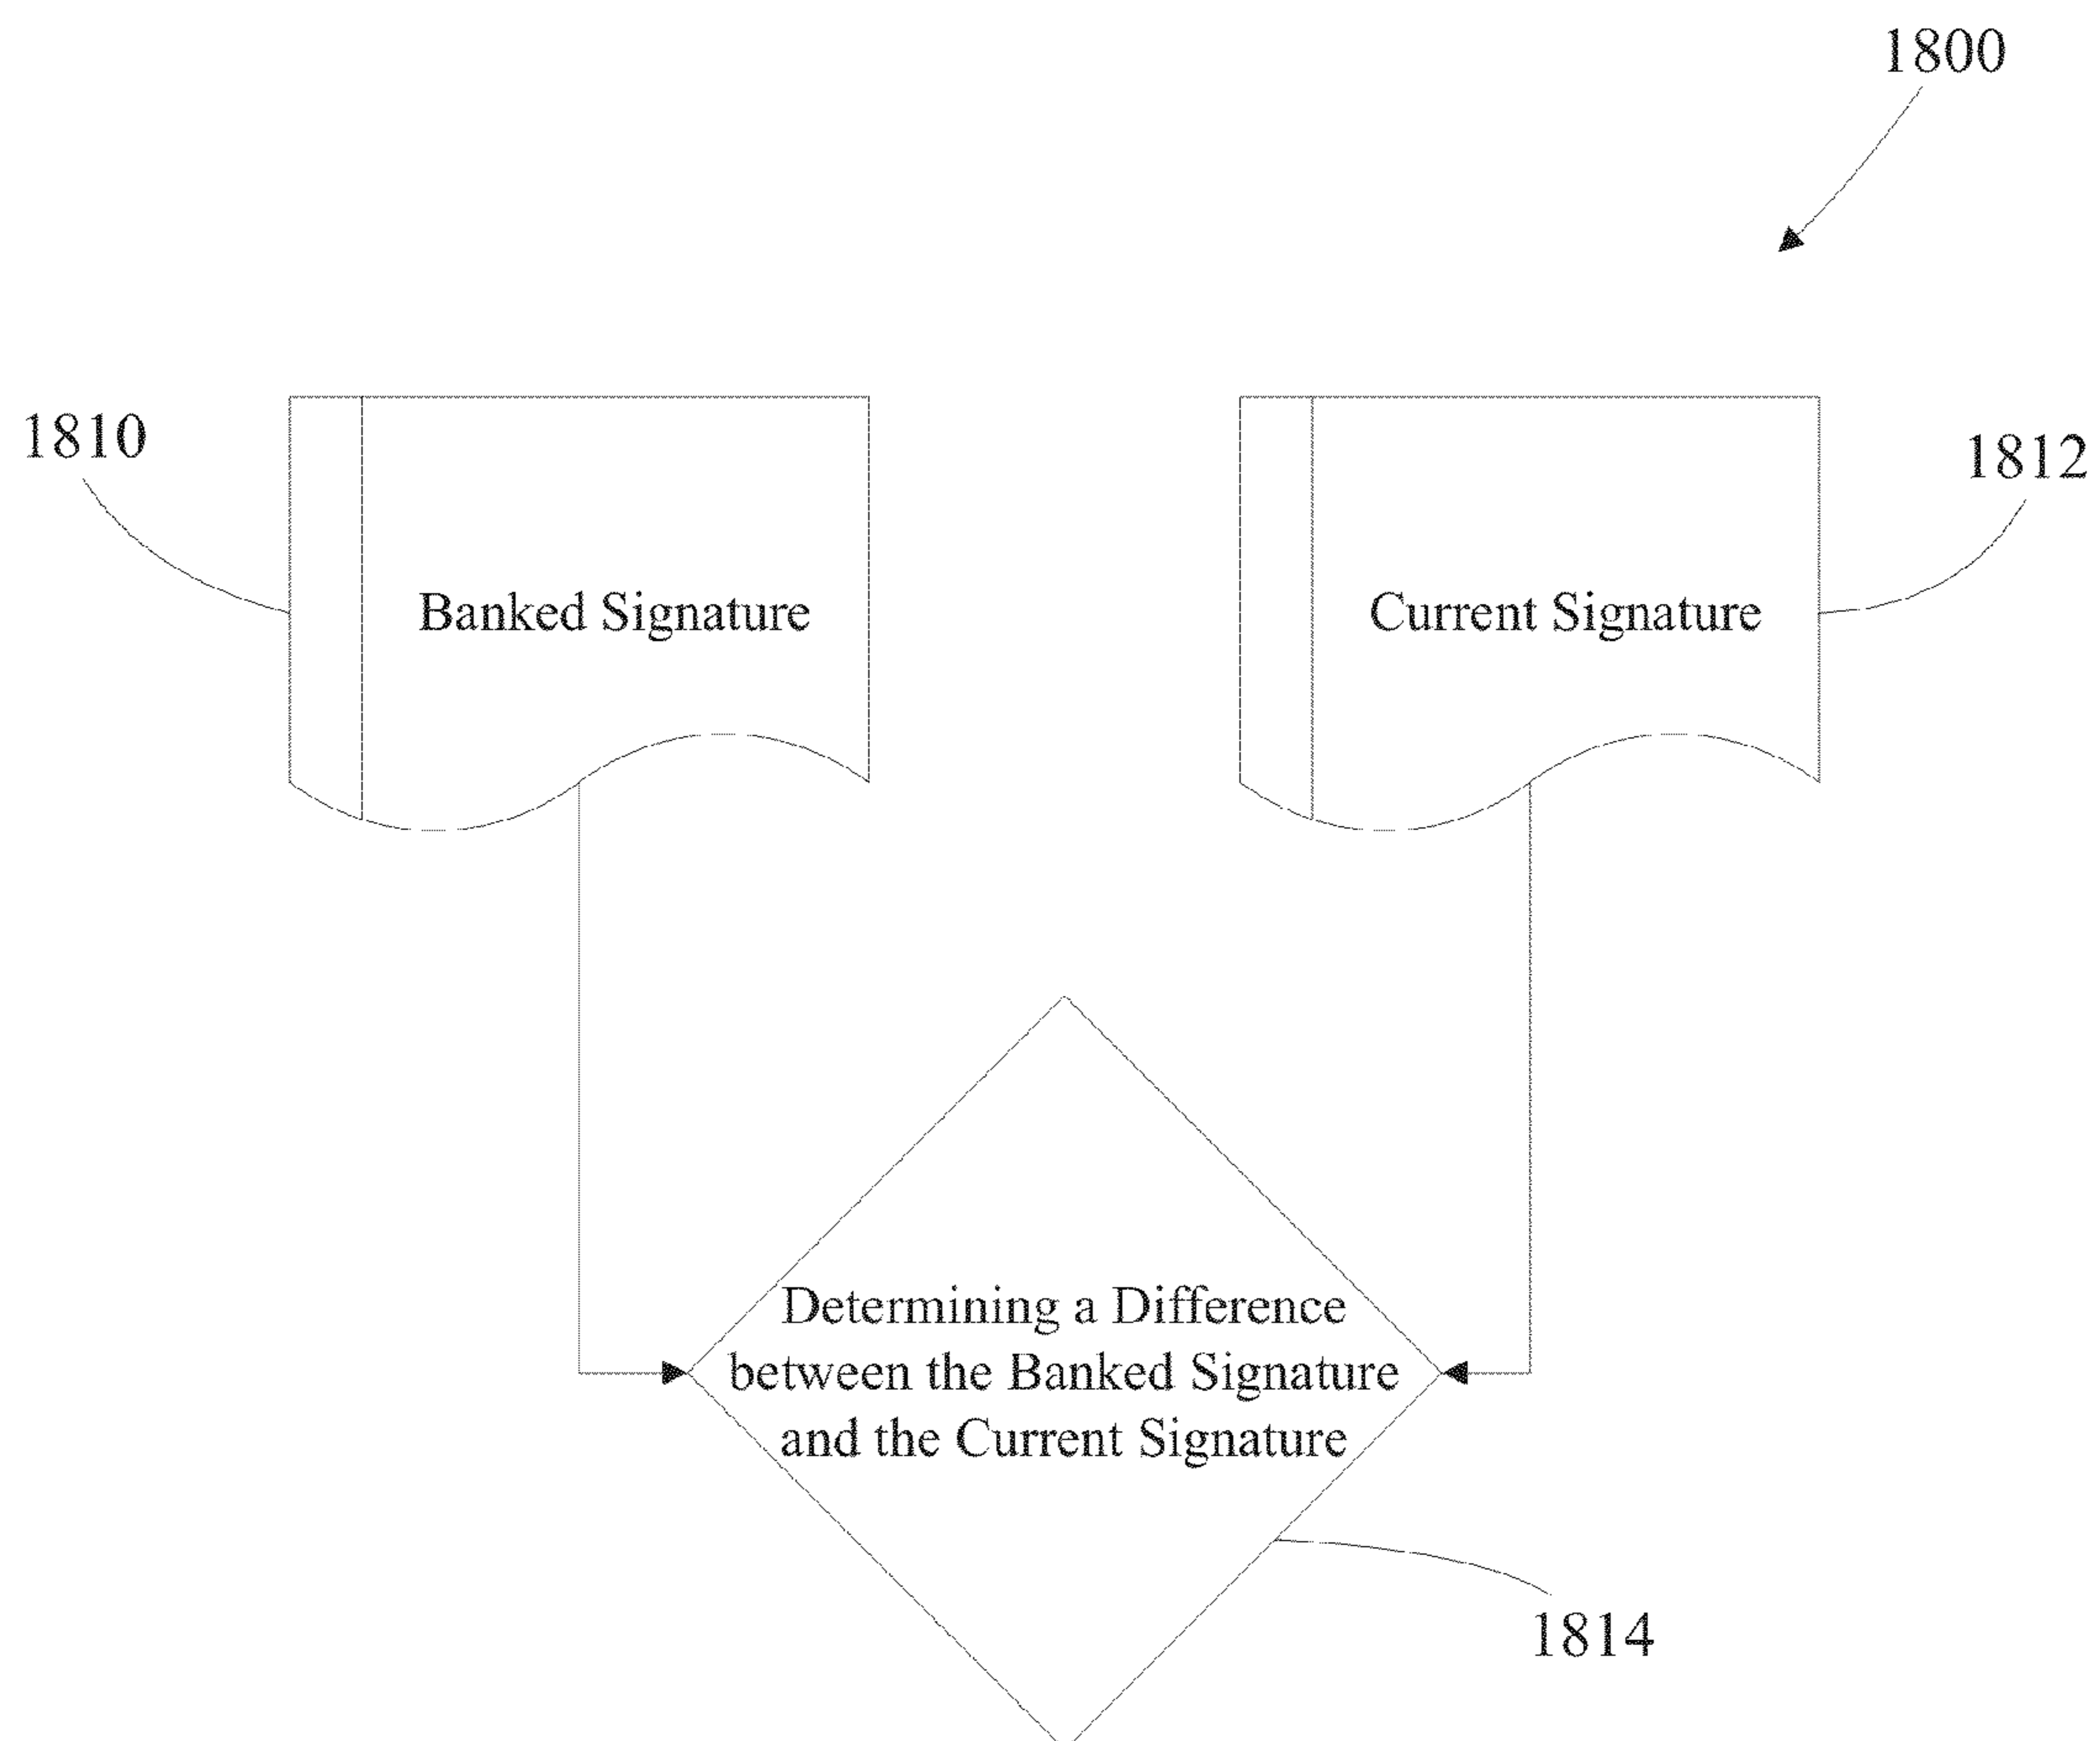 1800
1810
1812
Banked Signature
Current Signature
Determining a Difference
between the Banked Signature
and the Current Signature
1814